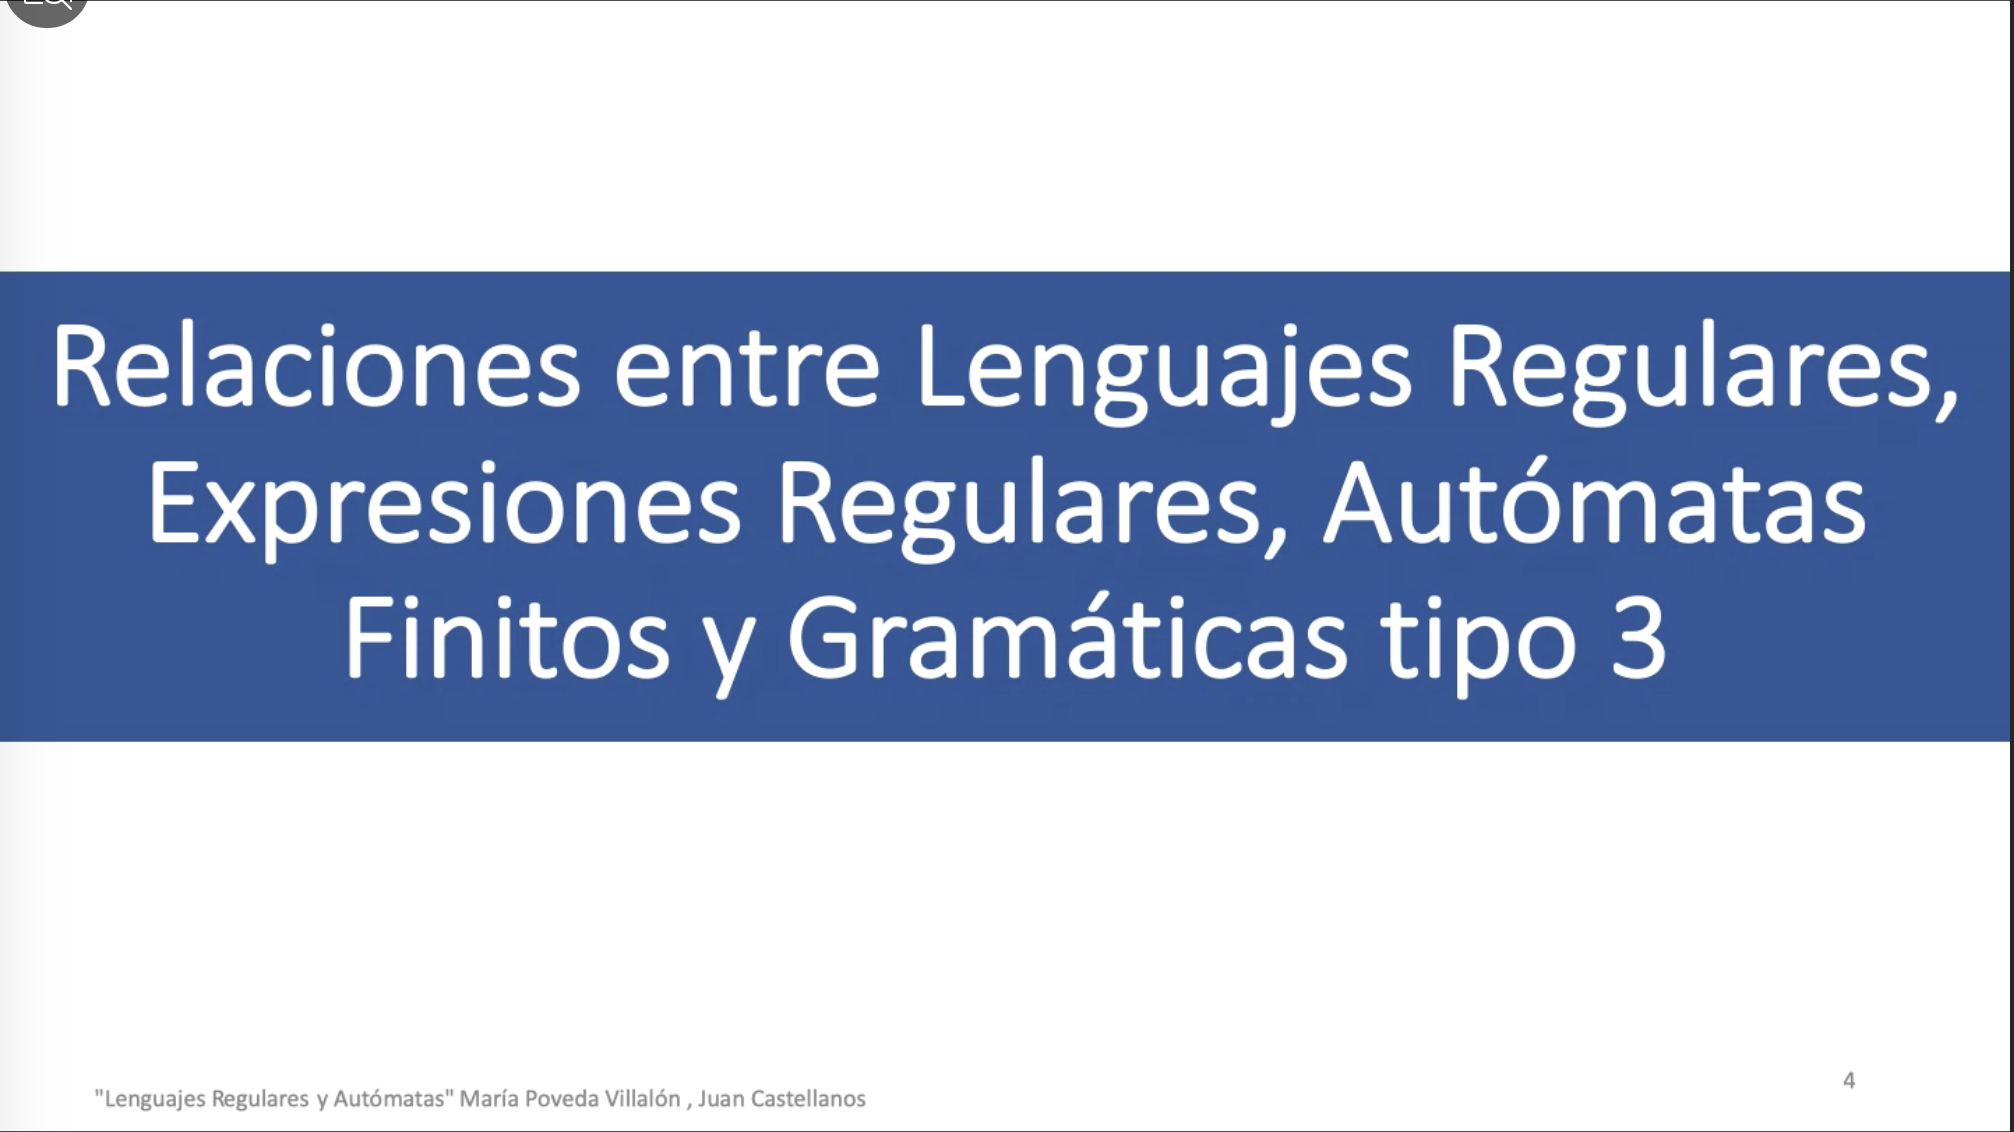 Relaciones entre Lenguajes Regulares,
Expresiones Regulares, Autómatas
Finitos y Gramáticas tipo 3
4
"Lenguajes Regulares y Autómatas" María Poveda Villalón , Juan Castellanos